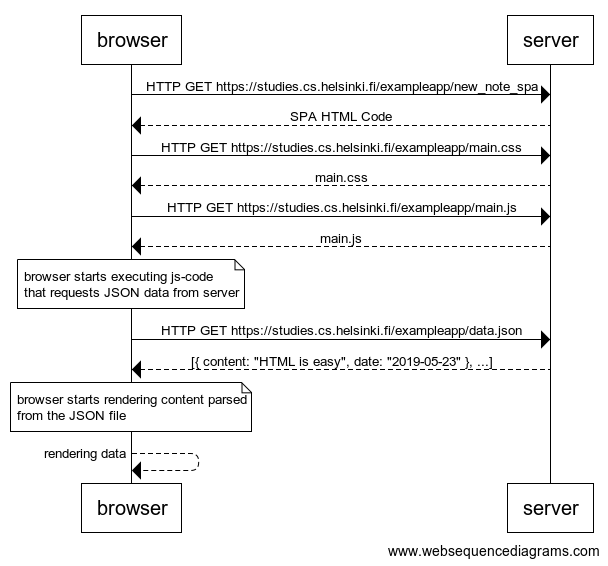 browser server
HTTP GET https://studies.cs.helsinki.fi/exampleapp/new_note_spa
SPA HTML Code
HTTP GET https://studies.cs.helsinki.fi/exampleapp/main.css
main.css
HTTP GET https://studies.cs.helsinki.fi/exampleapp/main.js
main.js
browser starts executing js-code
that requests JSON data from server
HTTP GET https://studies.cs.helsinki.fi/exampleapp/data.json
[{ content: "HTML is easy", date: "2019-05-23" }, ...]
browser starts rendering content parsed
from the JSON file
rendering data
browser server
www.websequencediagrams.com